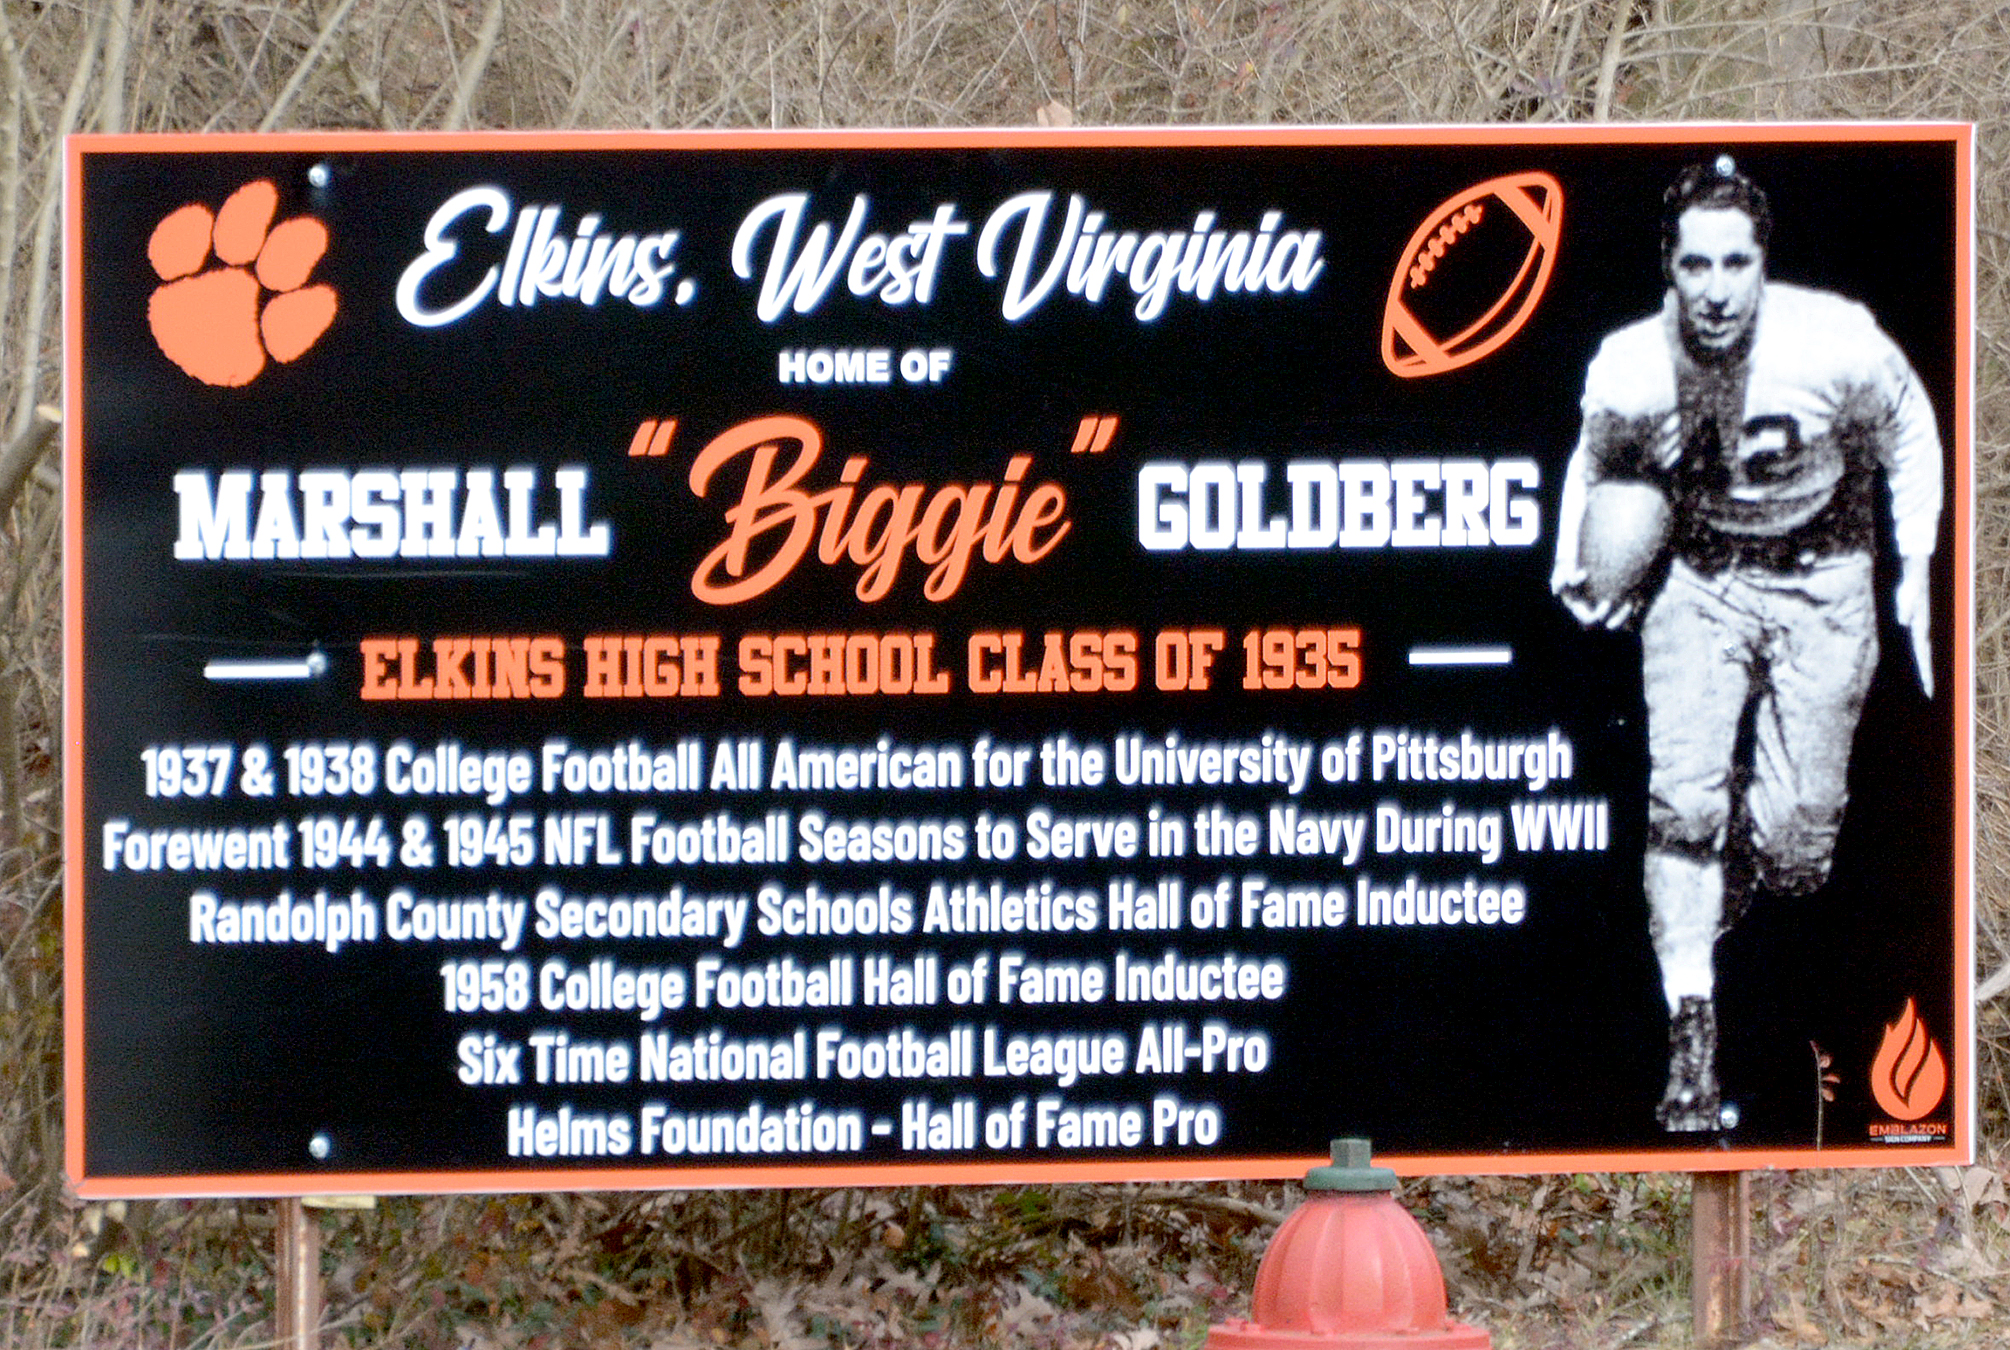 Elkins, West Virginia
HOME OF
MARSHALL "Biggie" GOLDBERG
ELKINS HIGH SCHOOL CLASS OF 1935
1937 & 1938 College Football All American for the University of Pittsburgh
Forewent 1944 & 1945 NFL Football Seasons to Serve in the Navy During WWII
Randolph County Secondary Schools Athletics Hall of Fame Inductee
1958 College Football Hall of Fame Inductee
Six Time National Football League All-Pro
Helms Foundation - Hall of Fame Pro
2
EMBLAZON
SIGN COMPANY